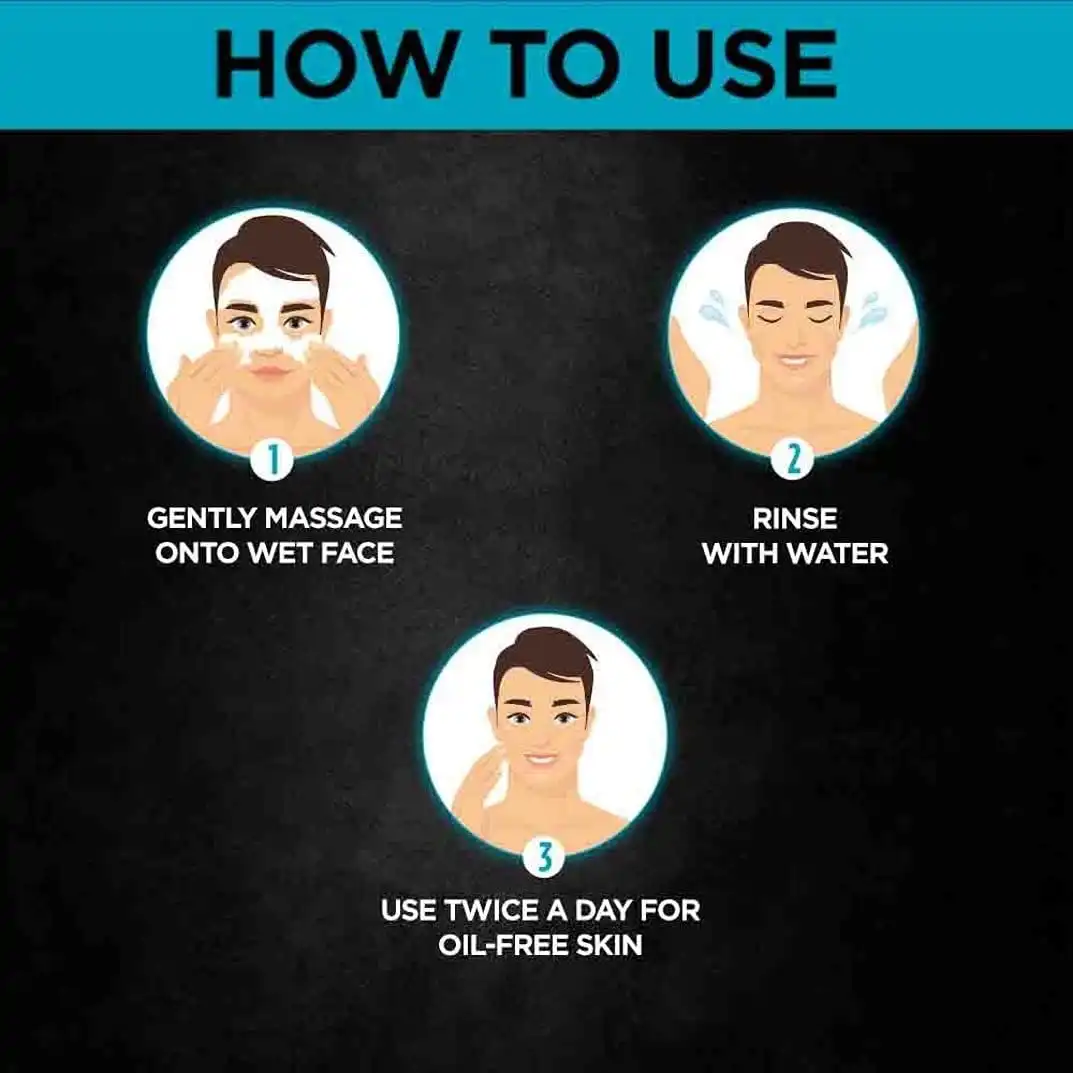 HOW TO USE
1
GENTLY MASSAGE
ONTO WET FACE
2
RINSE
WITH WATER
3
USE TWICE A DAY FOR
OIL-FREE SKIN